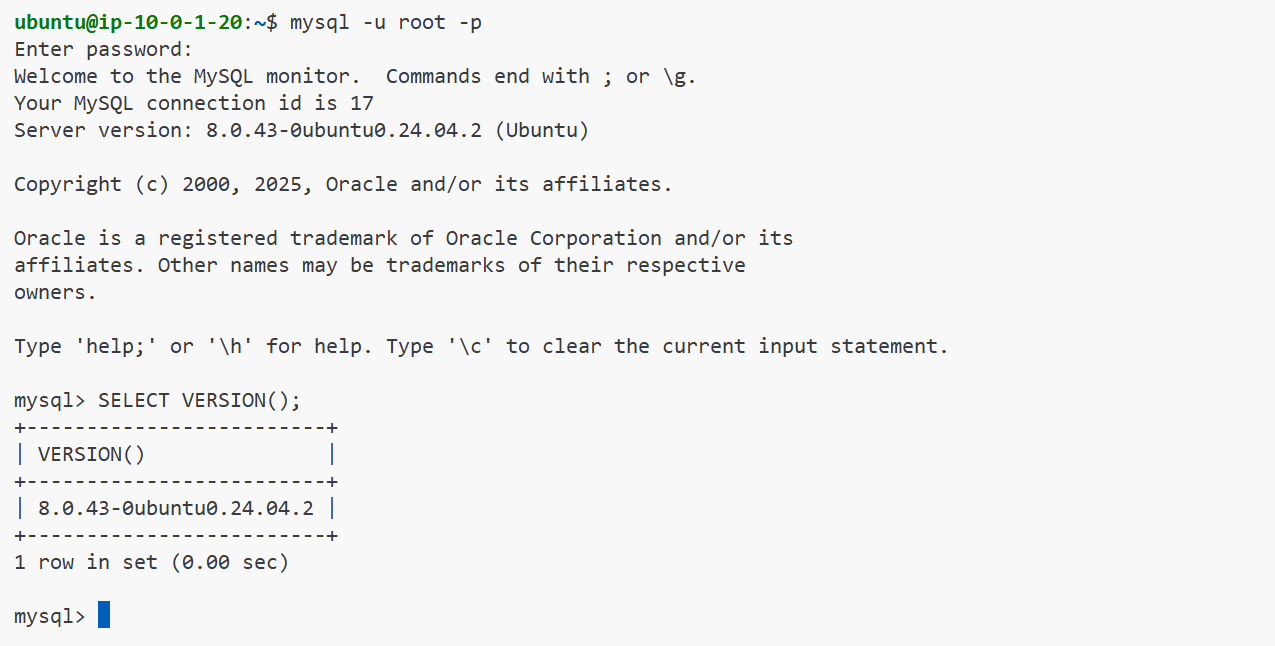 ubuntu@ip-10-0-1-20:~$ mysql -u root -p
Enter password:
Welcome to the MySQL monitor.  Commands end with ; or \g.
Your MySQL connection id is 17
Server version: 8.0.43-0ubuntu0.24.04.2 (Ubuntu)

Copyright (c) 2000, 2025, Oracle and/or its affiliates.

Oracle is a registered trademark of Oracle Corporation and/or its
affiliates. Other names may be trademarks of their respective
owners.

Type 'help;' or '\h' for help. Type '\c' to clear the current input statement.

mysql> SELECT VERSION();
+-------------------------+
| VERSION()               |
+-------------------------+
| 8.0.43-0ubuntu0.24.04.2 |
+-------------------------+
1 row in set (0.00 sec)

mysql>